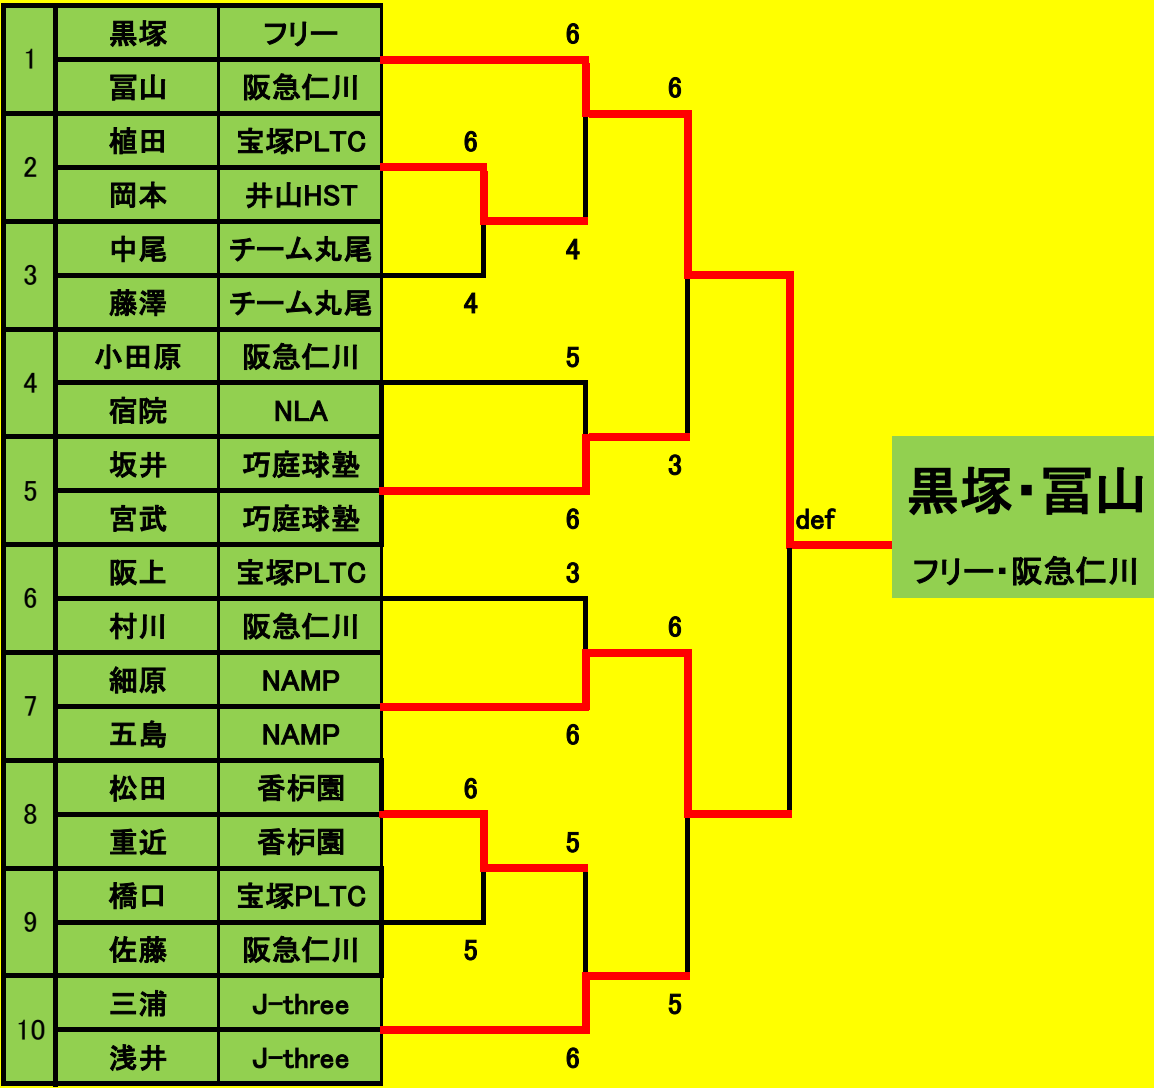 1 黒塚 フリー
冨山 阪急仁川
2 植田 宝塚PLTC
岡本 井山HST
3 中尾 チーム丸尾
藤澤 チーム丸尾
4 小田原 阪急仁川
宿院 NLA
5 坂井 巧庭球塾
宮武 巧庭球塾
6 阪上 宝塚PLTC
村川 阪急仁川
7 細原 NAMP
五島 NAMP
8 松田 香枦園
重近 香枦園
9 橋口 宝塚PLTC
佐藤 阪急仁川
10 三浦 J-three
浅井 J-three
6
4
6
5
6
3
6
5
6
4
5
6
6
3
6
5
def
黒塚・冨山
フリー・阪急仁川